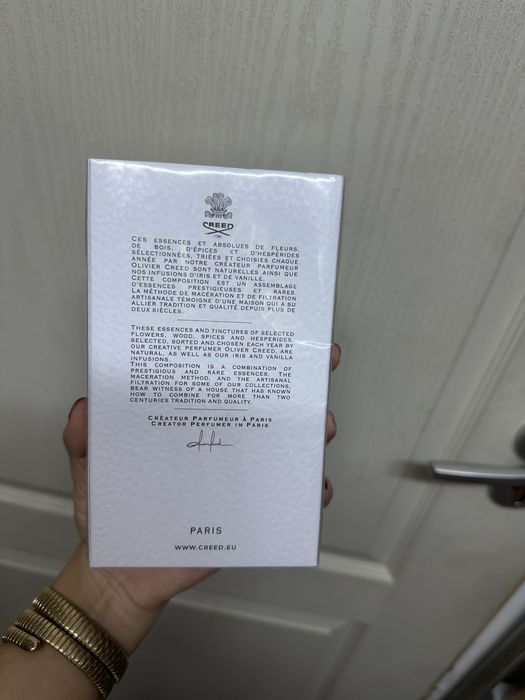 CREED
1760
CES ESSENCES ET ABSOLUES DE FLEURS,
DE BOIS, D'ÉPICES ET D'HESPÉRIDES
SÉLECTIONNÉES, TRIÉES ET CHOISIES CHAQUE
ANNÉE PAR NOTRE CRÉATEUR PARFUMEUR
OLIVIER CREED SONT NATURELLES AINSI QUE
NOS INFUSIONS D'IRIS ET DE VANILLE.
CETTE COMPOSITION EST UN ASSEMBLAGE
D'ESSENCES PRESTIGIEUSES ET RARES.
LA MÉTHODE DE MACÉRATION ET DE FILTRATION
ARTISANALE TÉMOIGNE D'UNE MAISON QUI A SU
ALLIER TRADITION ET QUALITÉ DEPUIS PLUS DE
DEUX SIÈCLES.
THESE ESSENCES AND TINCTURES OF SELECTED
FLOWERS, WOOD, SPICES AND HESPERIDES,
SELECTED, SORTED AND CHOSEN EACH YEAR BY
OUR CREATIVE PERFUMER OLIVER CREED, ARE
NATURAL, AS WELL AS OUR IRIS AND VANILLA
INFUSIONS.
THIS COMPOSITION IS A COMBINATION OF
PRESTIGIOUS AND RARE ESSENCES. THE
MACERATION METHOD, AND THE ARTISANAL
FILTRATION FOR SOME OF OUR COLLECTIONS,
BEAR WITNESS OF A HOUSE THAT HAS KNOWN
HOW TO COMBINE FOR MORE THAN TWO
CENTURIES TRADITION AND QUALITY.
CRÉATEUR PARFUMEUR À PARIS
CREATOR PERFUMER IN PARIS
PARIS
WWW.CREED.EU